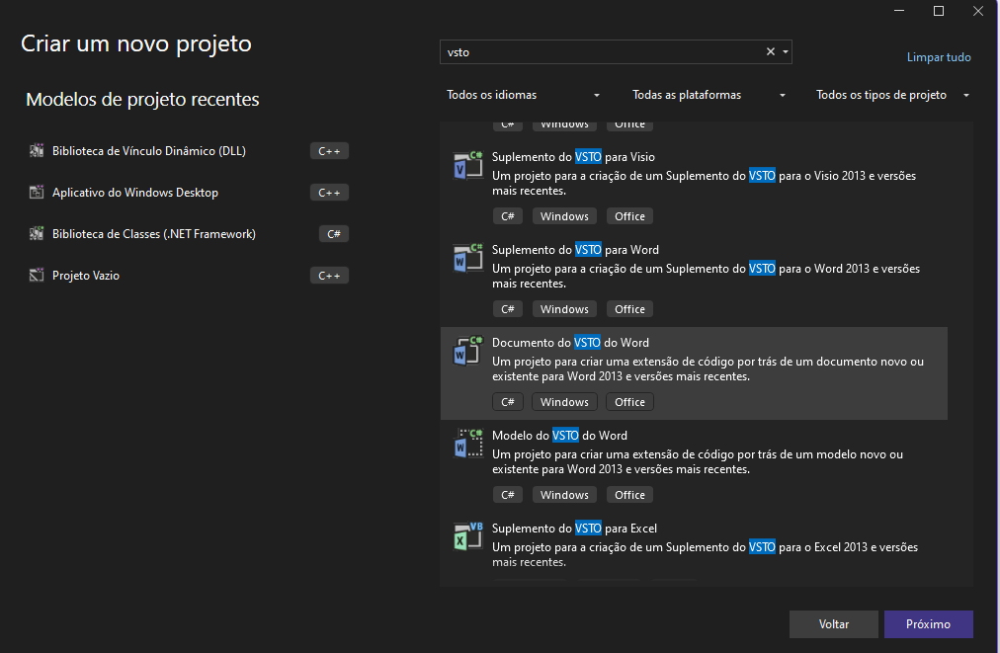 Criar um novo projeto
Modelos de projeto recentes
Biblioteca de Vínculo Dinâmico (DLL)
C++
Aplicativo do Windows Desktop
C++
Biblioteca de Classes (.NET Framework)
C#
Projeto Vazio
C++
vsto
Limpar tudo
Todos os idiomas
Todas as plataformas
Todos os tipos de projeto
C# Windows Office
Suplemento do VSTO para Visio
Um projeto para a criação de um Suplemento do VSTO para o Visio 2013 e versões
mais recentes.
C# Windows Office
Suplemento do VSTO para Word
Um projeto para a criação de um Suplemento do VSTO para o Word 2013 e versões
mais recentes.
C# Windows Office
Documento do VSTO do Word
Um projeto para criar uma extensão de código por trás de um documento novo ou
existente para Word 2013 e versões mais recentes.
C# Windows Office
Modelo do VSTO do Word
Um projeto para criar uma extensão de código por trás de um modelo novo ou
existente para Word 2013 e versões mais recentes.
C# Windows Office
Suplemento do VSTO para Excel
Um projeto para a criação de um Suplemento do VSTO para o Excel 2013 e versões
mais recentes.
Voltar
Próximo